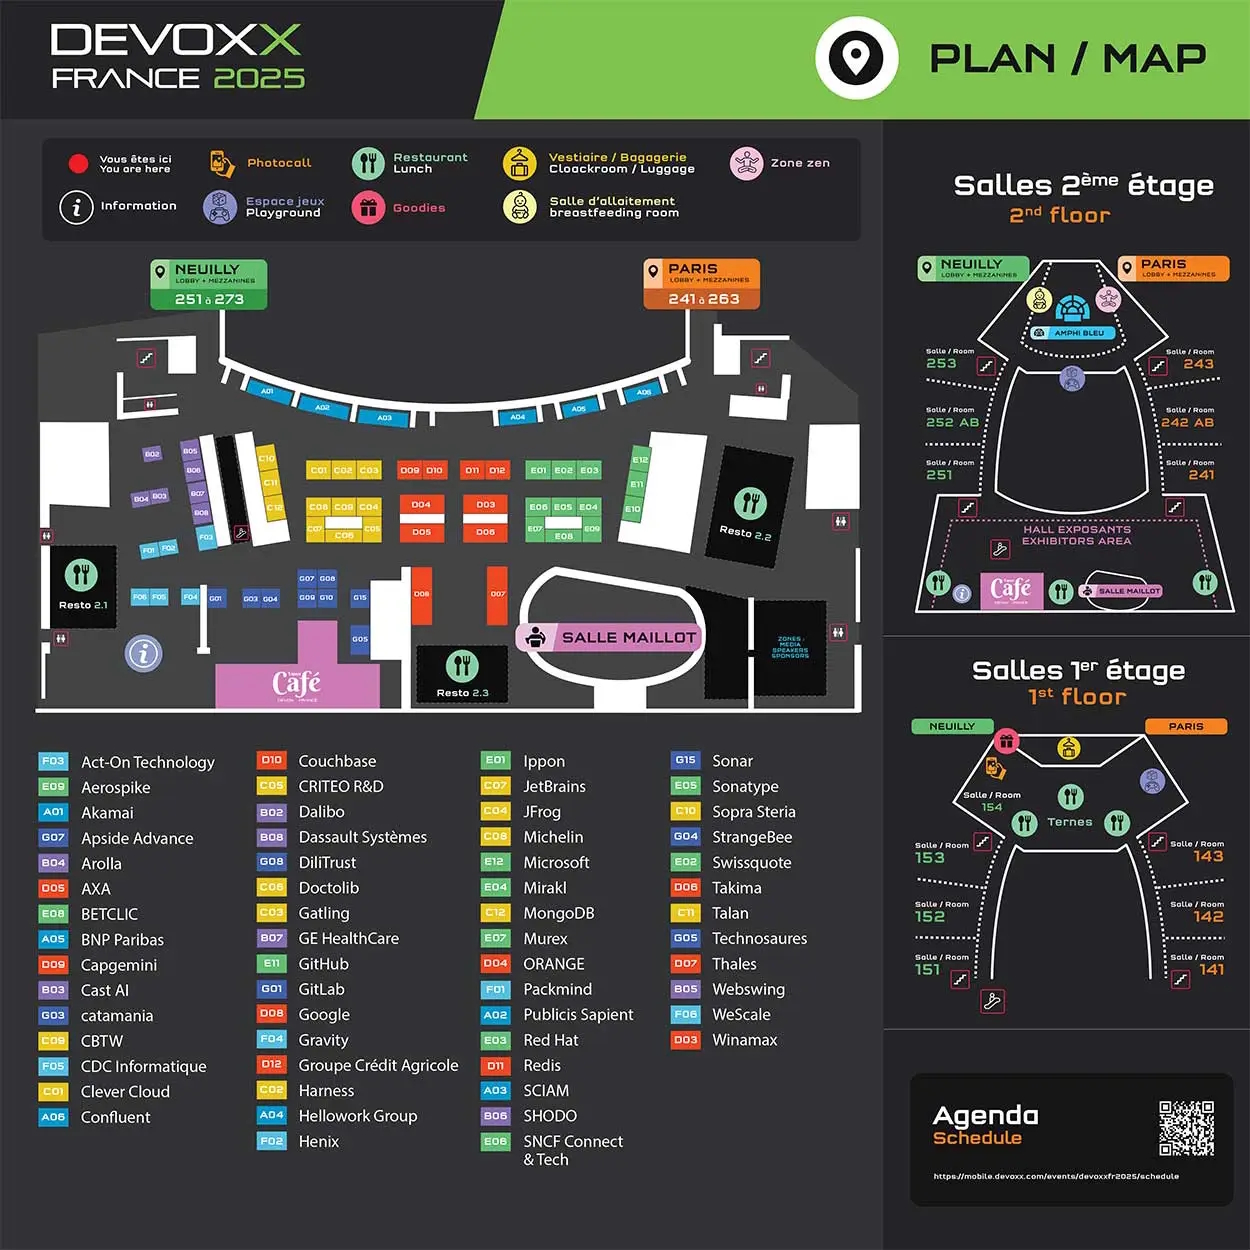 DEVOXX
FRANCE 2025
PLAN / MAP
Vous êtes ici
You are here
Photocall
Restaurant
Lunch
Vestiaire / Bagagerie
Cloackroom / Luggage
Zone zen
Information
Espace jeux
Playground
Goodies
Salle d'allaitement
breastfeeding room
NEUILLY
LOBBY + MEZZANINES
251 à 273
PARIS
LOBBY + MEZZANINES
241 à 263
A01
A02
A03
A04
A05
A06
B02
B05
B06
B04 B03
B07
B08
F03
F01 F02
C10
C11
C12
C01 C02 C03
C08 C09 C04
C07 C05
C06
D09 D10
D11 D12
D04
D03
D05
D06
E01 E02 E03
E06 E05 E04
E07 E09
E08
E12
E11
E10
Resto 2.2
Resto 2.1
F06 F05 F04
G01
G03 G04
G07 G08
G09 G10
G15
G05
D08
D07
SALLE MAILLOT
ZONES
MEDIA
SPEAKERS
SPONSORS
Café
Resto 2.3
F03 Act-On Technology
E09 Aerospike
A01 Akamai
G07 Apside Advance
B04 Arolla
D05 AXA
E08 BETCLIC
A05 BNP Paribas
D09 Capgemini
B03 Cast AI
G03 catamania
C09 CBTW
F05 CDC Informatique
C01 Clever Cloud
A06 Confluent
D10 Couchbase
C05 CRITEO R&D
B02 Dalibo
B08 Dassault Systèmes
G08 DiliTrust
C06 Doctolib
C03 Gatling
B07 GE HealthCare
E11 GitHub
G01 GitLab
D08 Google
F04 Gravity
D12 Groupe Crédit Agricole
C02 Harness
A04 Hellowork Group
F02 Henix
E01 Ippon
C07 JetBrains
C04 JFrog
C08 Michelin
E12 Microsoft
E04 Mirakl
C12 MongoDB
E07 Murex
D04 ORANGE
F01 Packmind
A02 Publicis Sapient
E03 Red Hat
D11 Redis
A03 SCIAM
B06 SHODO
E06 SNCF Connect
& Tech
G15 Sonar
E05 Sonatype
C10 Sopra Steria
G04 StrangeBee
E02 Swissquote
D06 Takima
C11 Talan
G05 Technosaures
D07 Thales
B05 Webswing
F06 WeScale
D03 Winamax
Salles 2ème étage
2nd floor
NEUILLY
LOBBY + MEZZANINES
PARIS
LOBBY + MEZZANINES
AMPHI BLEU
Salle / Room
253
Salle / Room
243
Salle / Room
252 AB
Salle / Room
242 AB
Salle / Room
251
Salle / Room
241
HALL EXPOSANTS
EXHIBITORS AREA
Café
SALLE MAILLOT
Salles 1er étage
1st floor
NEUILLY
PARIS
Salle / Room
154
Ternes
Salle / Room
153
Salle / Room
143
Salle / Room
152
Salle / Room
142
Salle / Room
151
Salle / Room
141
Agenda
Schedule
https://mobile.devoxx.com/events/devoxxfr2025/schedule